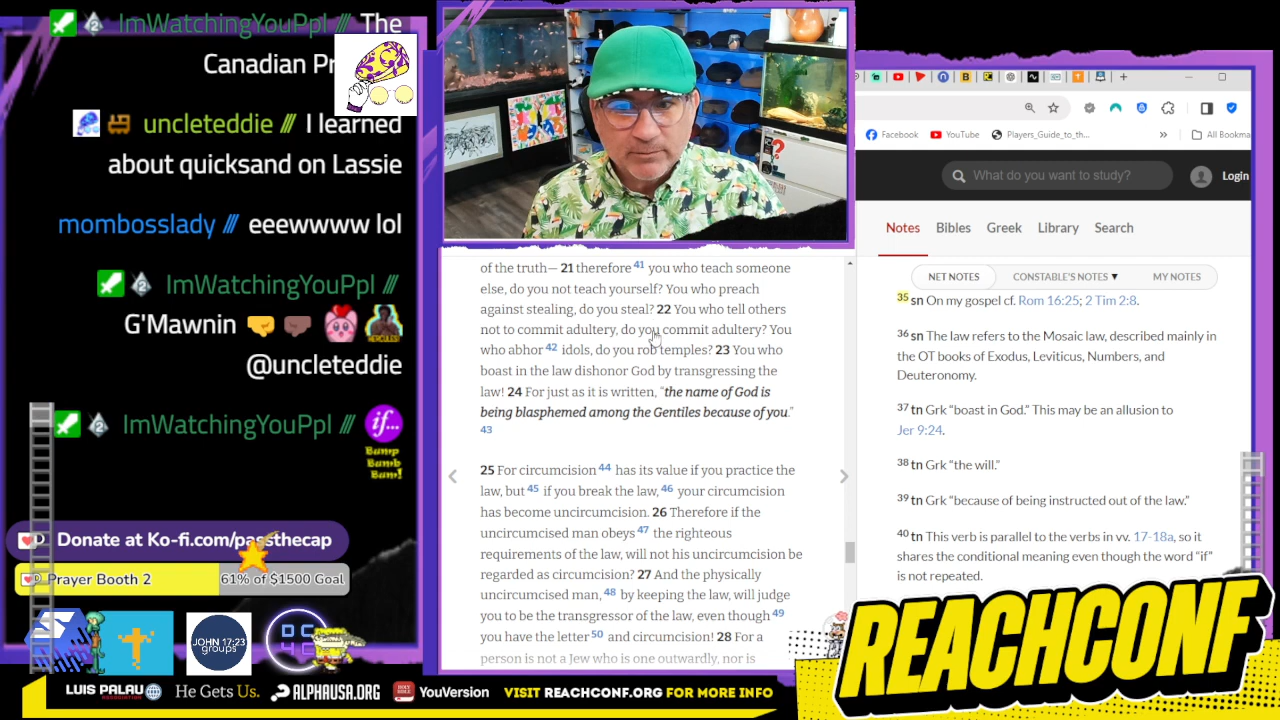 ImWatchingYouPpl /// The
Canadian Pr
uncleteddie /// I learned
about quicksand on Lassie
mombosslady /// eeewwww lol
ImWatchingYouPpl ///
G'Mawnin
@uncleteddie
ImWatchingYouPpl /// if...
Bump
Bumb
Bam!
Donate at Ko-fi.com/passthecap
Prayer Booth 2 61% of $1500 Goal
JOHN 17:23
groups
of the truth— 21 therefore 41 you who teach someone
else, do you not teach yourself? You who preach
against stealing, do you steal? 22 You who tell others
not to commit adultery, do you commit adultery? You
who abhor 42 idols, do you rob temples? 23 You who
boast in the law dishonor God by transgressing the
law! 24 For just as it is written, “the name of God is
being blasphemed among the Gentiles because of you.”
43
25 For circumcision 44 has its value if you practice the
law, but 45 if you break the law, 46 your circumcision
has become uncircumcision. 26 Therefore if the
uncircumcised man obeys 47 the righteous
requirements of the law, will not his uncircumcision be
regarded as circumcision? 27 And the physically
uncircumcised man, 48 by keeping the law, will judge
you to be the transgressor of the law, even though 49
you have the letter 50 and circumcision! 28 For a
person is not a Jew who is one outwardly, nor is
Facebook YouTube Players_Guide_to_th... » All Bookma
What do you want to study? Login
Notes Bibles Greek Library Search
NET NOTES CONSTABLE'S NOTES ▼ MY NOTES
35 sn On my gospel cf. Rom 16:25; 2 Tim 2:8.
36 sn The law refers to the Mosaic law, described mainly in
the OT books of Exodus, Leviticus, Numbers, and
Deuteronomy.
37 tn Grk “boast in God.” This may be an allusion to
Jer 9:24.
38 tn Grk “the will.”
39 tn Grk “because of being instructed out of the law.”
40 tn This verb is parallel to the verbs in vv. 17-18a, so it
shares the conditional meaning even though the word “if”
is not repeated.
REACHCONF
LUIS PALAU He Gets Us. ALPHAUSA.ORG HOLY BIBLE YouVersion VISIT REACHCONF.ORG FOR MORE INFO